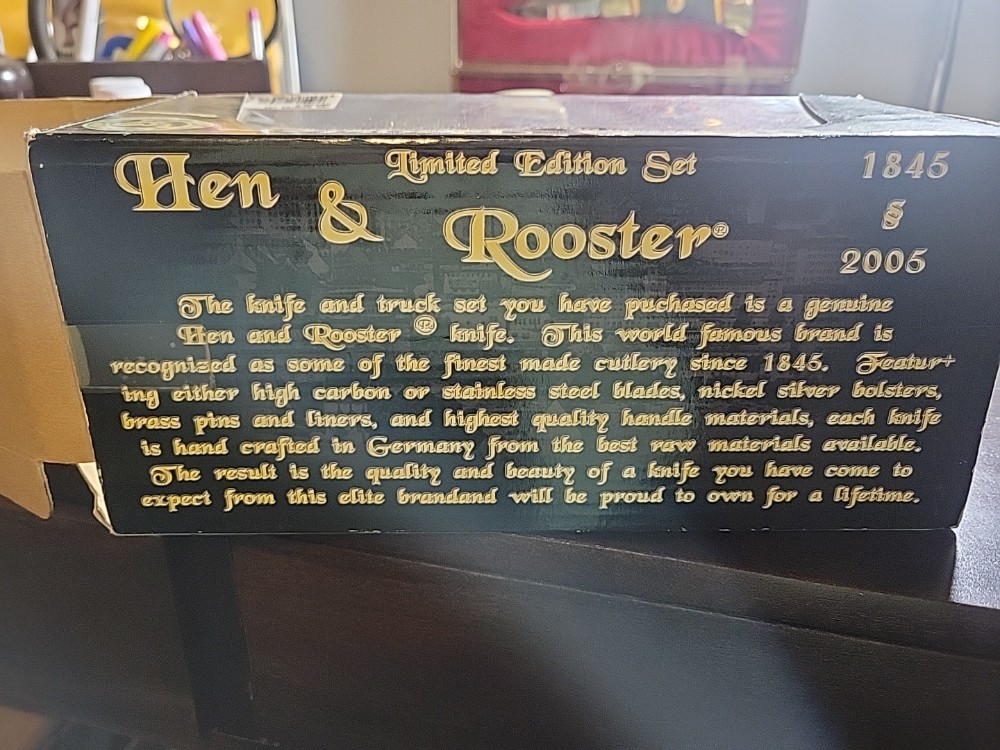 Limited Edition Set
Hen
&
Rooster®
1845
§
2005
The knife and truck set you have puchased is a genuine
Hen and Rooster ® knife. This world famous brand is
recognized as some of the finest made cutlery since 1845. Featur+
ing either high carbon or stainless steel blades, nickel silver bolsters,
brass pins and liners, and highest quality handle materials, each knife
is hand crafted in Germany from the best raw materials available.
The result is the quality and beauty of a knife you have come to
expect from this elite brandand will be proud to own for a lifetime.